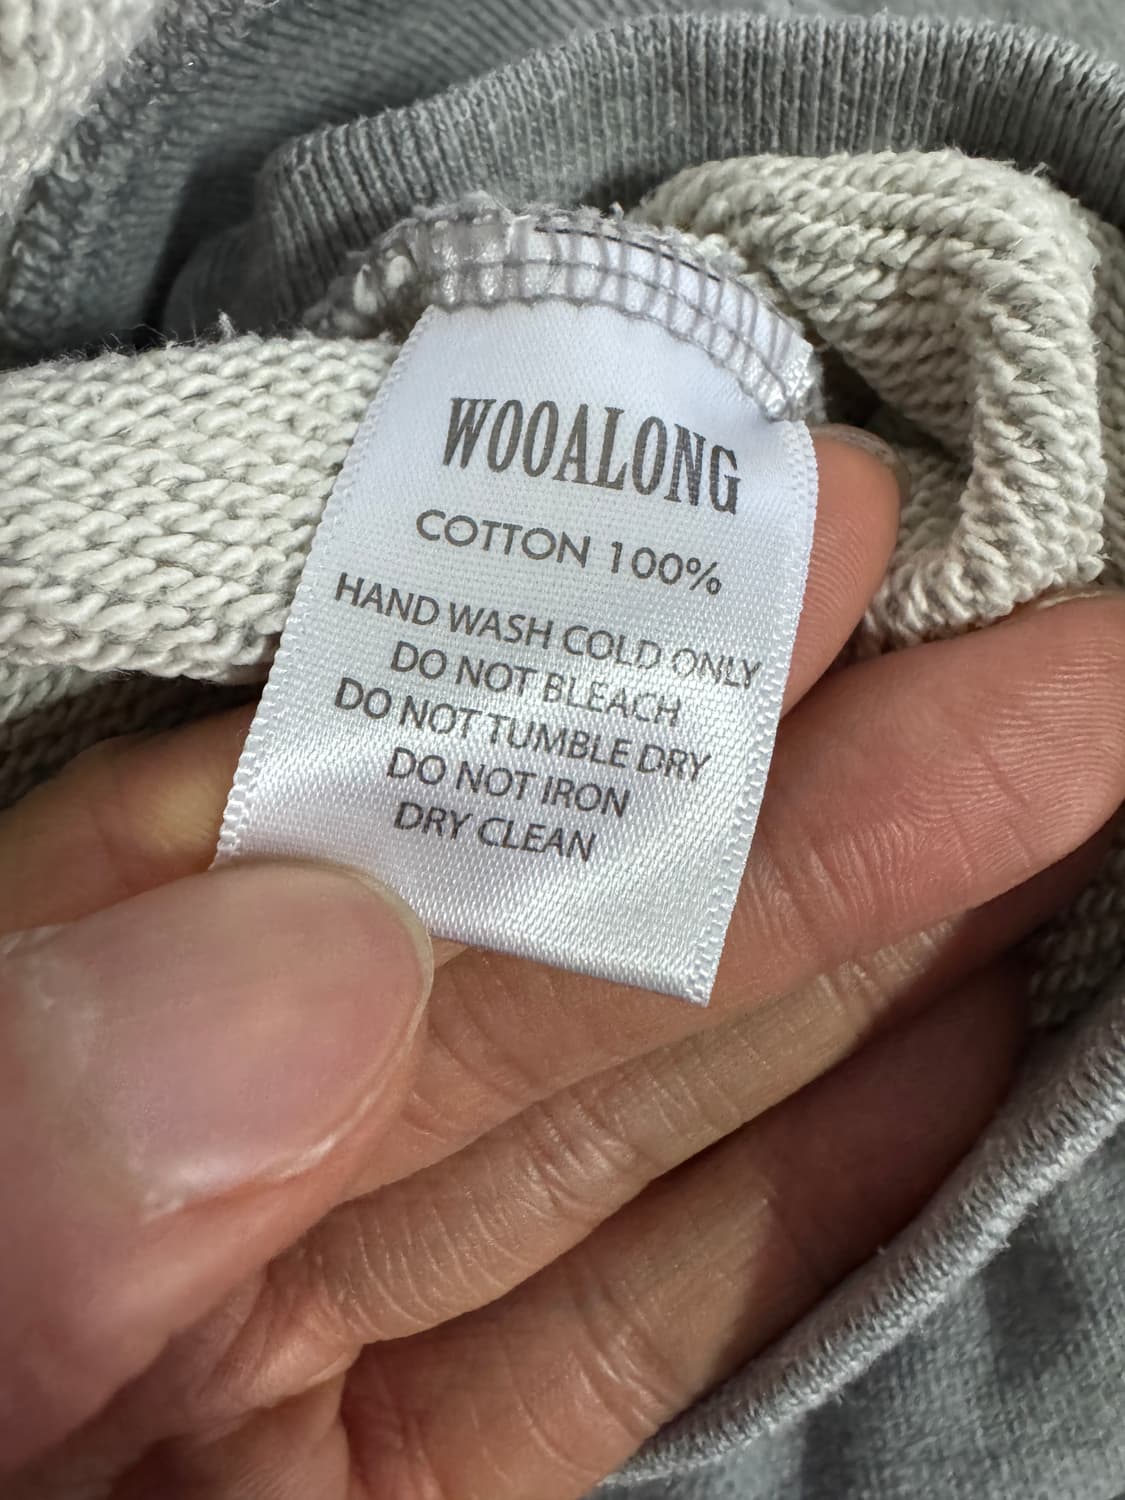 WOOALONG
COTTON 100%
HAND WASH COLD ONLY
DO NOT BLEACH
DO NOT TUMBLE DRY
DO NOT IRON
DRY CLEAN